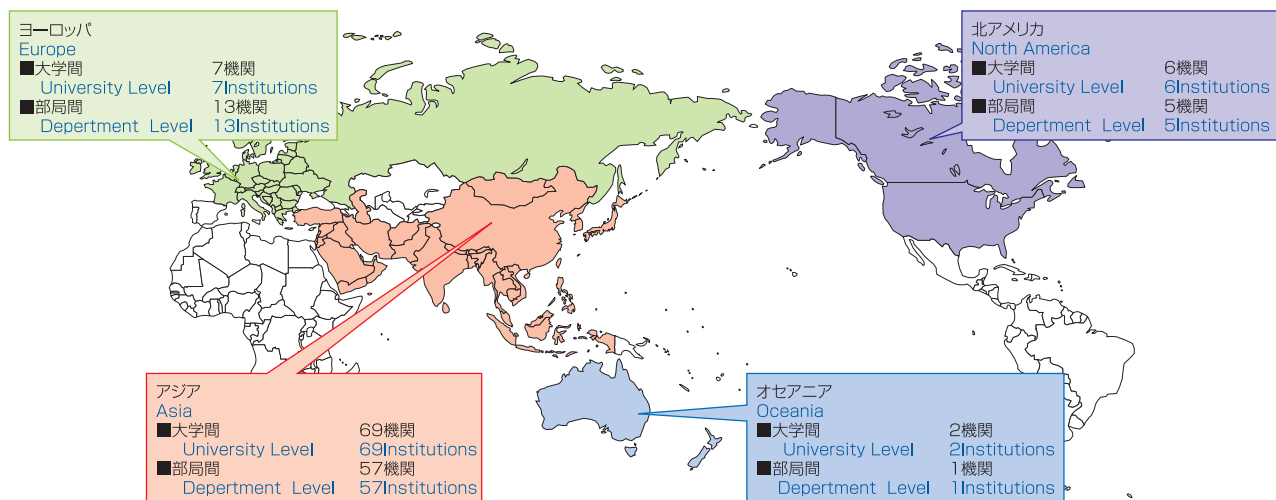 ヨーロッパ
Europe
■大学間 7機関
University Level 7Institutions
■部局間 13機関
Depertment Level 13Institutions
北アメリカ
North America
■大学間 6機関
University Level 6Institutions
■部局間 5機関
Depertment Level 5Institutions
アジア
Asia
■大学間 69機関
University Level 69Institutions
■部局間 57機関
Depertment Level 57Institutions
オセアニア
Oceania
■大学間 2機関
University Level 2Institutions
■部局間 1機関
Depertment Level 1Institutions